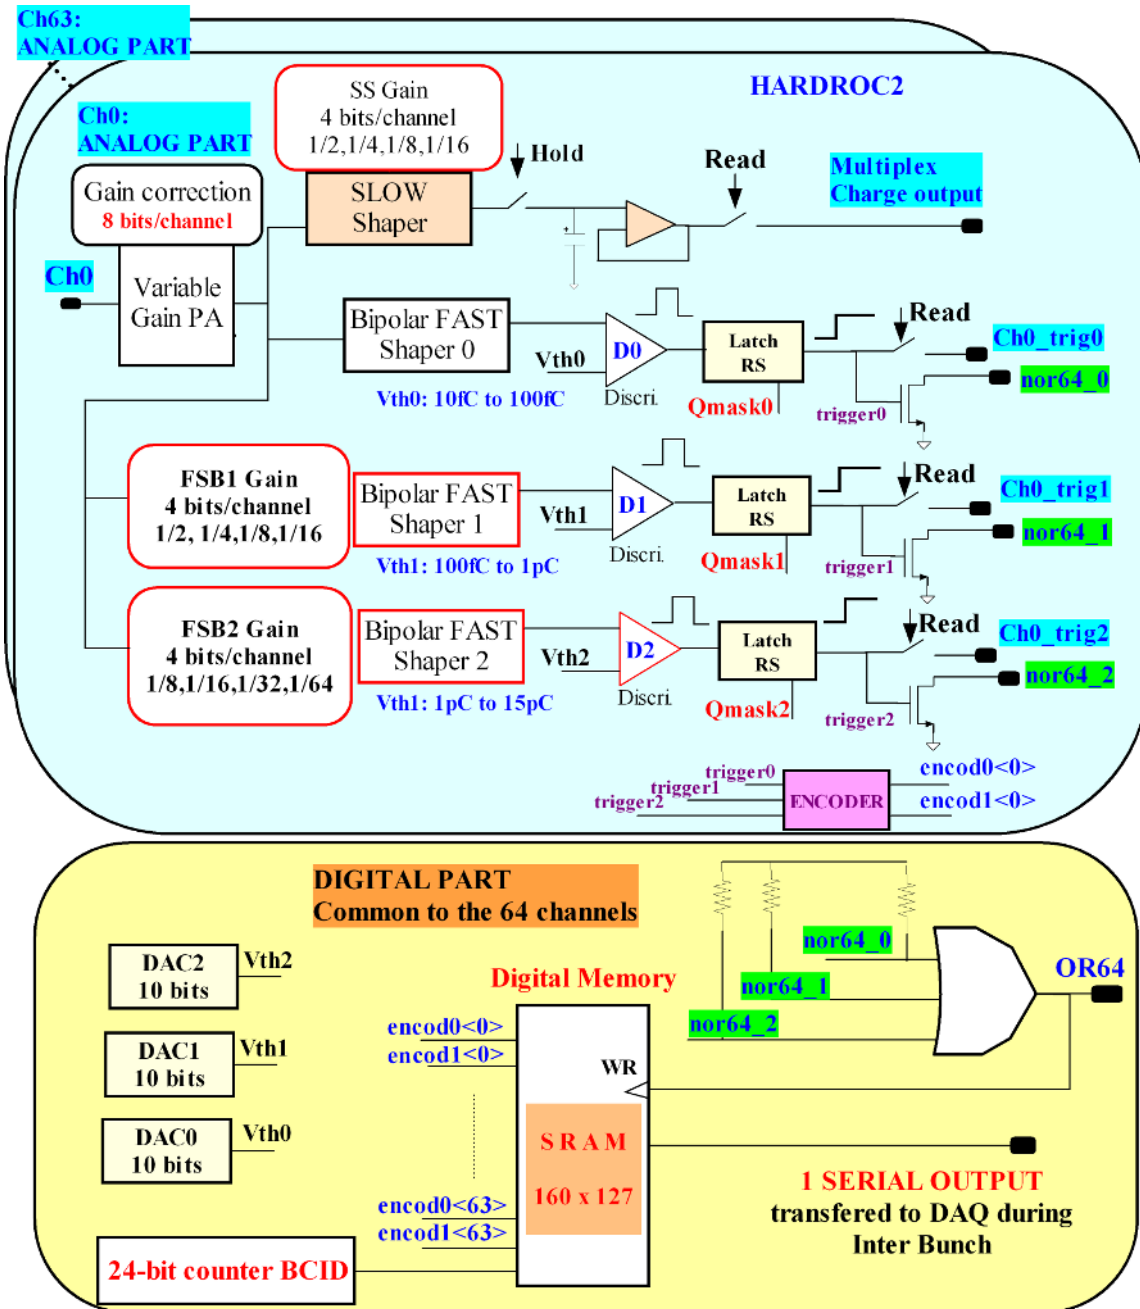 Ch63:
ANALOG PART
HARDROC2
SS Gain
4 bits/channel
1/2,1/4,1/8,1/16
Ch0:
ANALOG PART
Hold
Read
Multiplex
Charge output
Gain correction
8 bits/channel
SLOW
Shaper
Ch0
Variable
Gain PA
Bipolar FAST
Shaper 0
Vth0
D0
Discri.
Latch
RS
Read
Ch0_trig0
nor64_0
Vth0: 10fC to 100fC
Qmask0
trigger0
FSB1 Gain
4 bits/channel
1/2, 1/4,1/8,1/16
Bipolar FAST
Shaper 1
Vth1
D1
Discri.
Latch
RS
Read
Ch0_trig1
nor64_1
Vth1: 100fC to 1pC
Qmask1
trigger1
FSB2 Gain
4 bits/channel
1/8,1/16,1/32,1/64
Bipolar FAST
Shaper 2
Vth2
D2
Discri.
Latch
RS
Read
Ch0_trig2
nor64_2
Vth1: 1pC to 15pC
Qmask2
trigger2
trigger0
trigger1
trigger2
ENCODER
encod0<0>
encod1<0>
DIGITAL PART
Common to the 64 channels
nor64_0
nor64_1
nor64_2
OR64
DAC2
10 bits
Vth2
DAC1
10 bits
Vth1
DAC0
10 bits
Vth0
Digital Memory
encod0<0>
encod1<0>
WR
S R A M
160 x 127
encod0<63>
encod1<63>
24-bit counter BCID
1 SERIAL OUTPUT
transfered to DAQ during
Inter Bunch